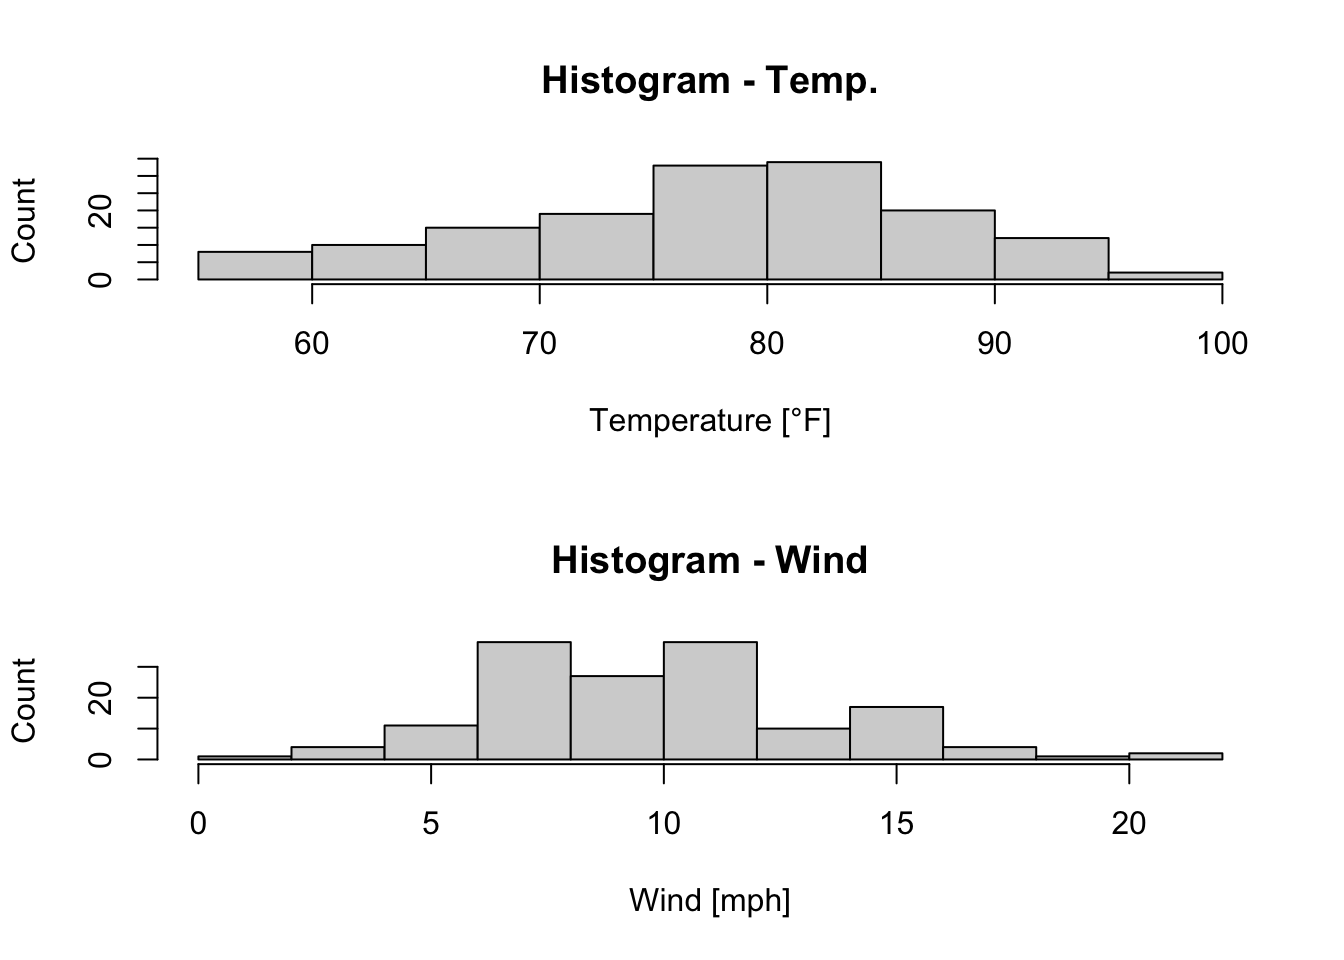 Histogram - Temp.
Count
20
0
60 70 80 90 100
Temperature [°F]
Histogram - Wind
Count
20
0
0 5 10 15 20
Wind [mph]